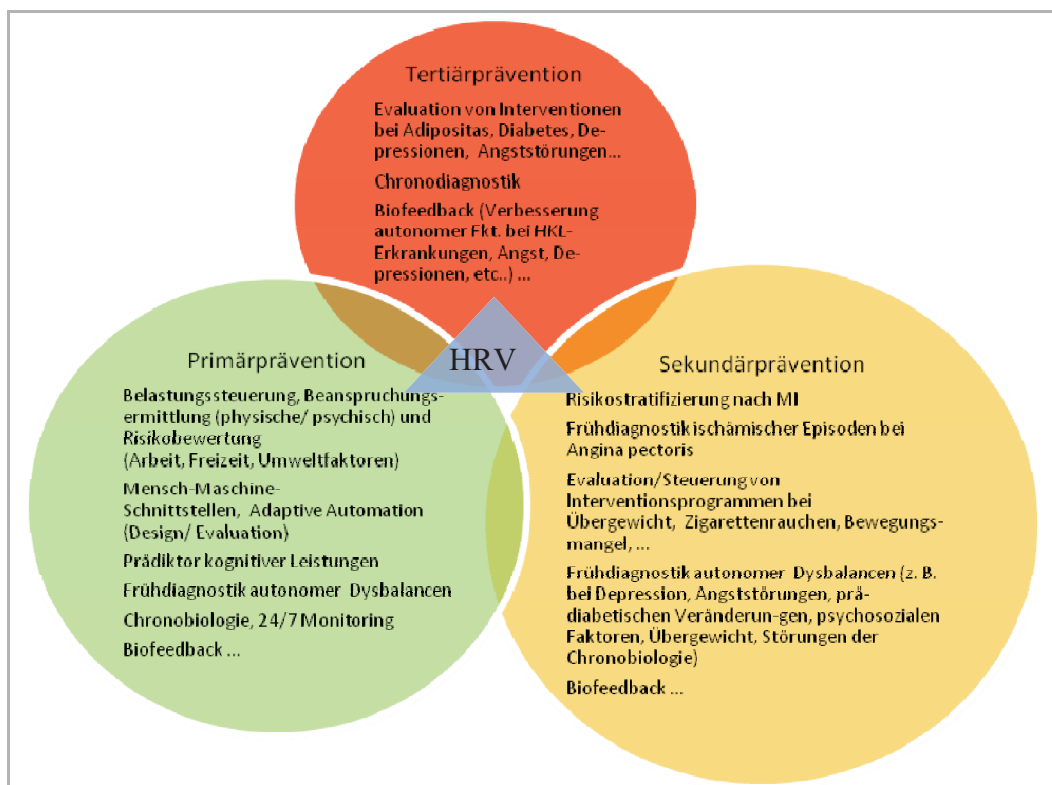 Tertiärprävention
Evaluation von Interventionen
bei Adipositas, Diabetes, De-
pressionen, Angststörungen...
Chronodiagnostik
Biofeedback (Verbesserung
autonomer Fkt. bei HKL-
Erkrankungen, Angst, De-
pressionen, etc..) ...
HRV
Primärprävention
Belastungssteuerung, Beanspruchungs-
ermittlung (physische/ psychisch) und
Risikobewertung
(Arbeit, Freizeit, Umweltfaktoren)
Mensch-Maschine-
Schnittstellen, Adaptive Automation
(Design/ Evaluation)
Prädiktor kognitiver Leistungen
Frühdiagnostik autonomer Dysbalancen
Chronobiologie, 24/7 Monitoring
Biofeedback ...
Sekundärprävention
Risikostratifizierung nach MI
Frühdiagnostik ischämischer Episoden bei
Angina pectoris
Evaluation/Steuerung von
Interventionsprogrammen bei
Übergewicht, Zigarettenrauchen, Bewegungs-
mangel, ...
Frühdiagnostik autonomer Dysbalancen (z. B.
bei Depression, Angststörungen, prä-
diabetischen Veränderun-gen, psychosozialen
Faktoren, Übergewicht, Störungen der
Chronobiologie)
Biofeedback ...